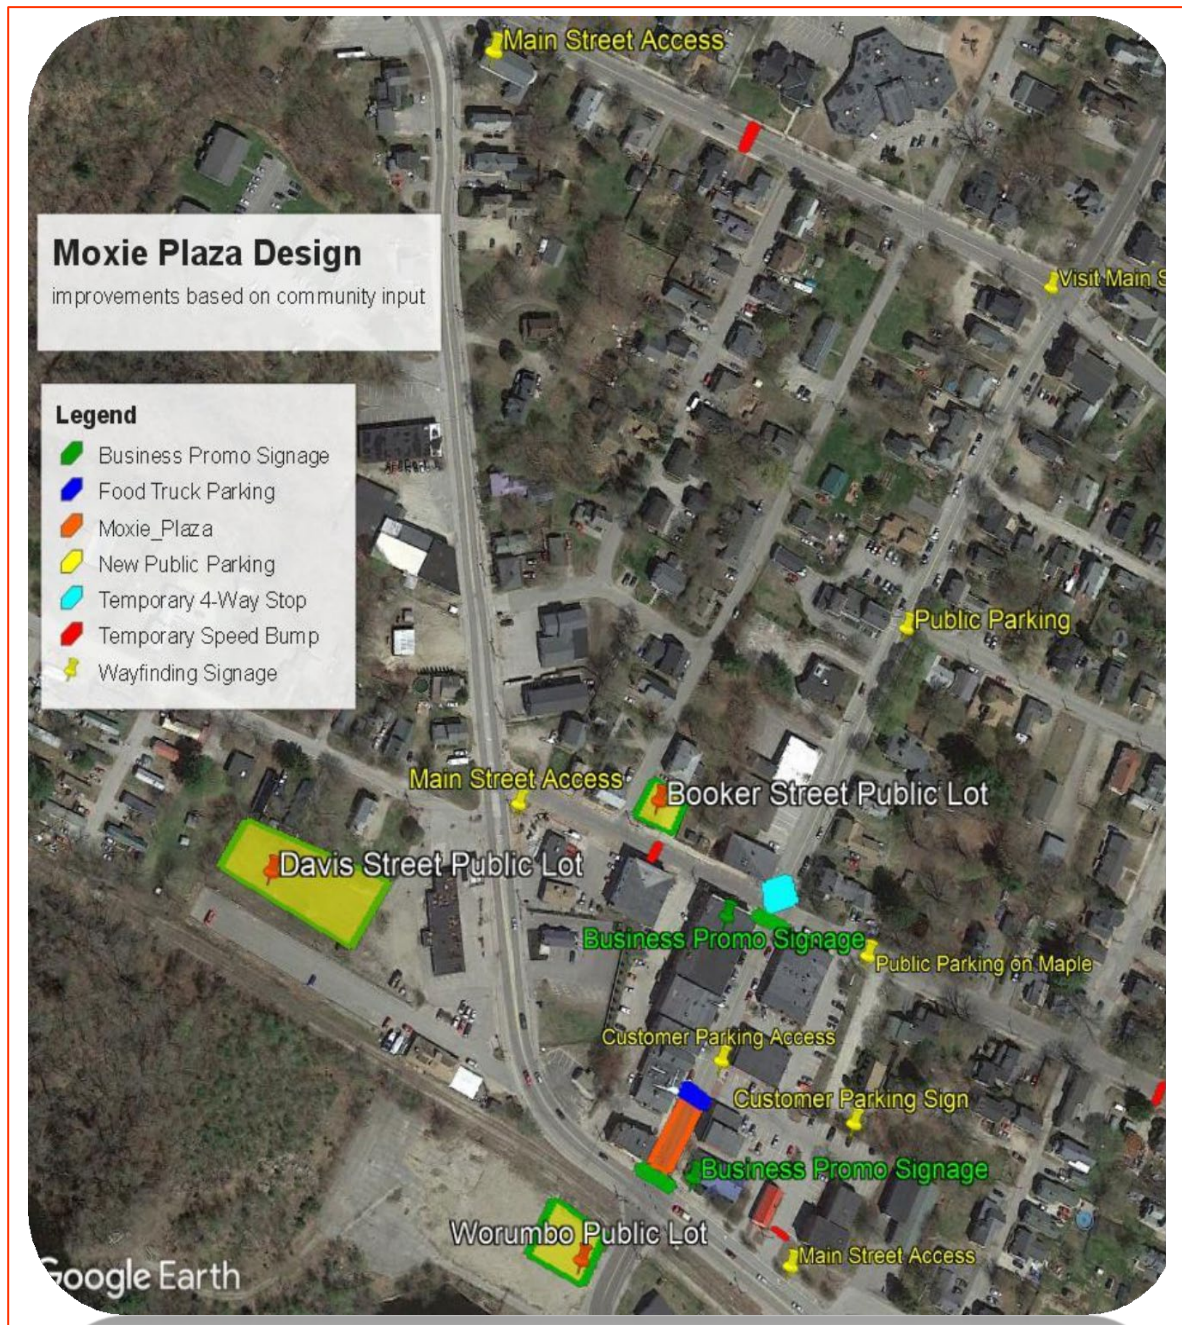 Main Street Access
Moxie Plaza Design
improvements based on community input
Visit Main S
Legend
Business Promo Signage
Food Truck Parking
Moxie_Plaza
New Public Parking
Temporary 4-Way Stop
Temporary Speed Bump
Wayfinding Signage
Public Parking
Main Street Access
Booker Street Public Lot
Davis Street Public Lot
Business Promo Signage
Public Parking on Maple
Customer Parking Access
Customer Parking Sign
Business Promo Signage
Worumbo Public Lot
Main Street Access
Google Earth